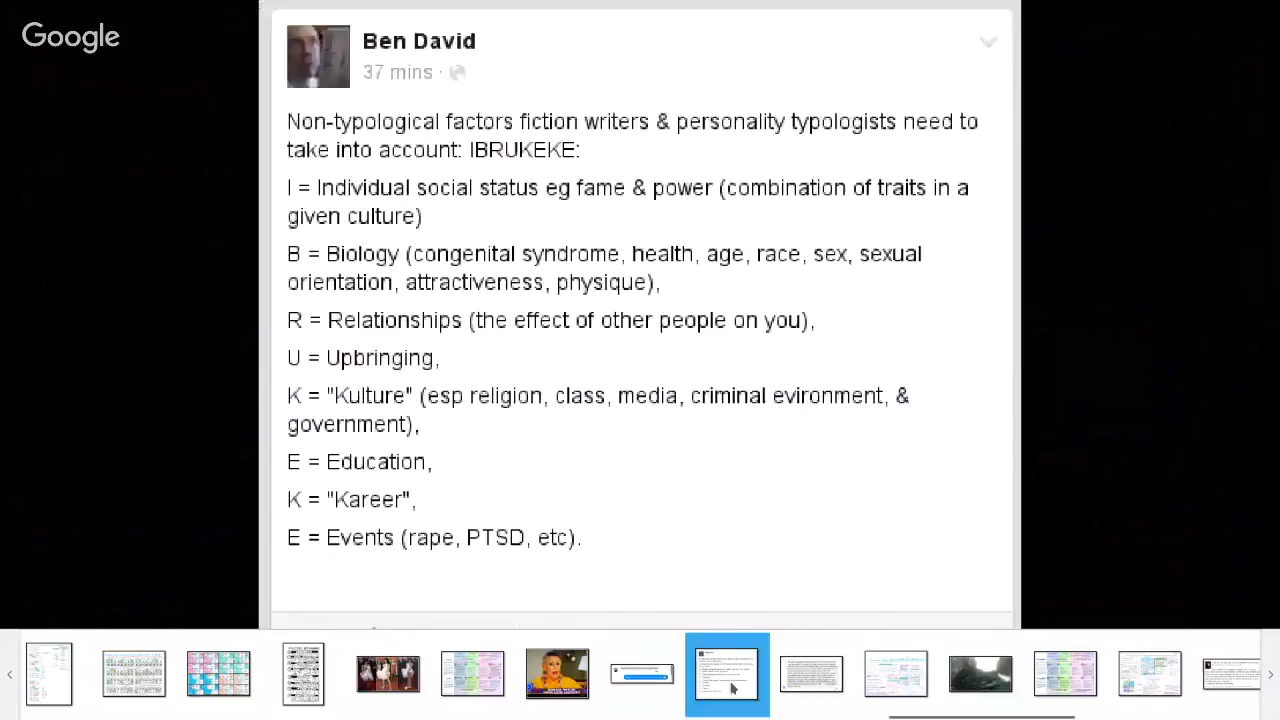 Google
Ben David
37 mins ·
Non-typological factors fiction writers & personality typologists need to
take into account: IBRUKEKE:
I = Individual social status eg fame & power (combination of traits in a
given culture)
B = Biology (congenital syndrome, health, age, race, sex, sexual
orientation, attractiveness, physique),
R = Relationships (the effect of other people on you),
U = Upbringing,
K = "Kulture" (esp religion, class, media, criminal evironment, &
government),
E = Education,
K = "Kareer",
E = Events (rape, PTSD, etc).